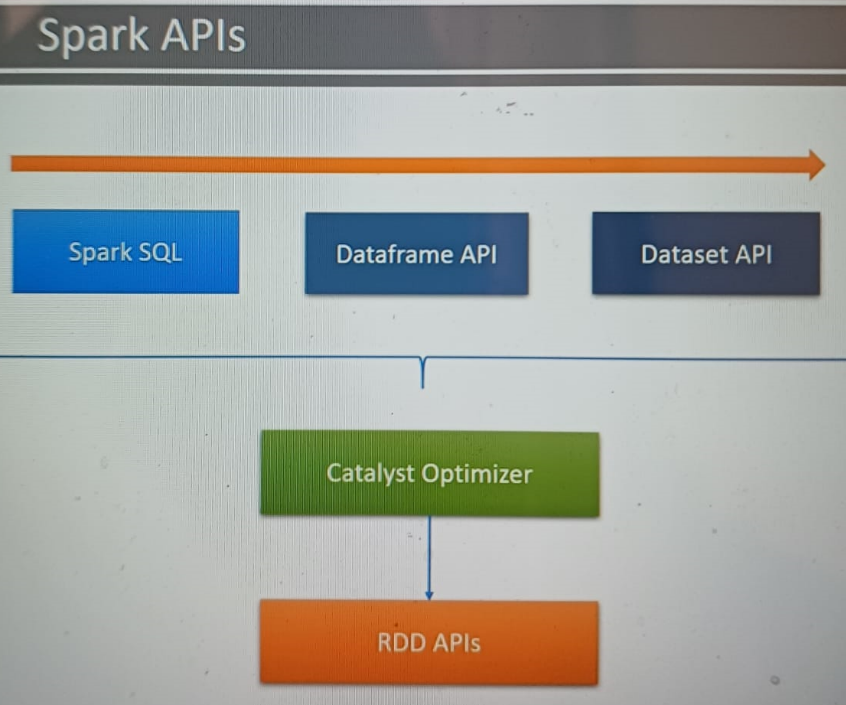 Spark APIs
Spark SQL
Dataframe API
Dataset API
Catalyst Optimizer
RDD APIs